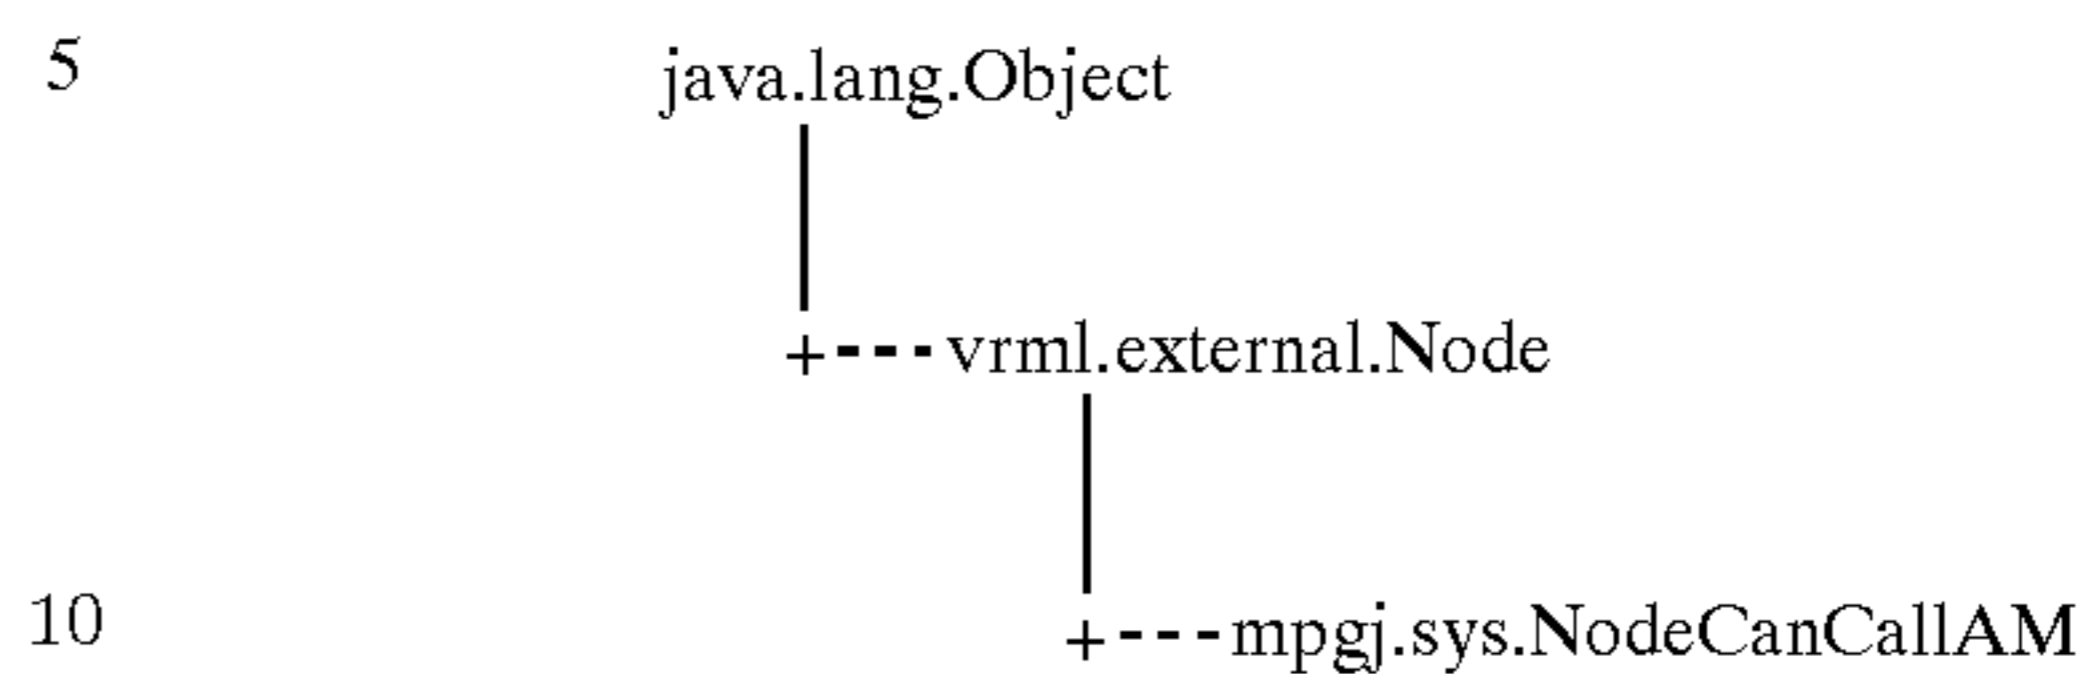 5 java.lang.Object
+---vrml.external.Node
10 +---mpgj.sys.NodeCanCallAM